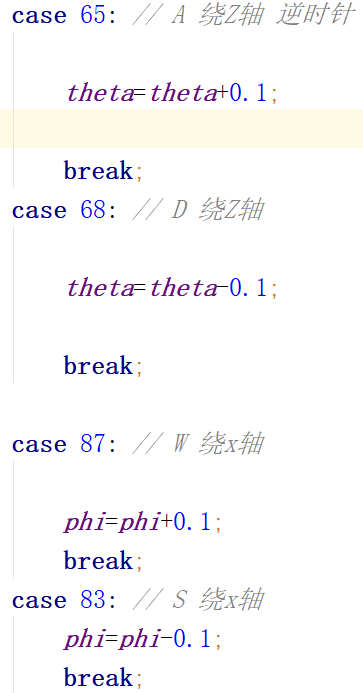 case 65: // A 绕Z轴 逆时针
theta=theta+0.1;
break;
case 68: // D 绕Z轴
theta=theta-0.1;
break;
case 87: // W 绕x轴
phi=phi+0.1;
break;
case 83: // S 绕x轴
phi=phi-0.1;
break;